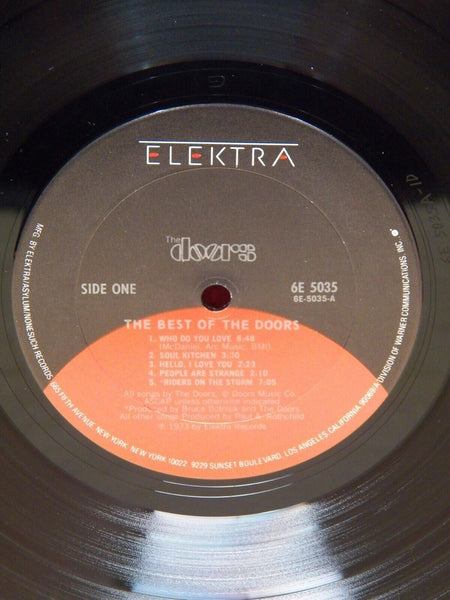 ELEKTRA
The
doors
SIDE ONE
6E 5035
6E-5035-A
THE BEST OF THE DOORS
1. WHO DO YOU LOVE 8:48
(McDaniel, Arc Music, BMI)
2. SOUL KITCHEN 3:30
3. HELLO, I LOVE YOU 2:23
4. PEOPLE ARE STRANGE 2:10
5. *RIDERS ON THE STORM 7:05
All songs by The Doors, © Doors Music Co.
ASCAP unless otherwise indicated
*Produced by Bruce Botnick and The Doors
All other songs Produced by Paul A. Rothchild
℗ 1973 by Elektra Records
MFG. BY ELEKTRA/ASYLUM/NONESUCH RECORDS, 665 FIFTH AVENUE, NEW YORK, NEW YORK 10022. 9229 SUNSET BOULEVARD, LOS ANGELES, CALIFORNIA 90069/A DIVISION OF WARNER COMMUNICATIONS, INC.